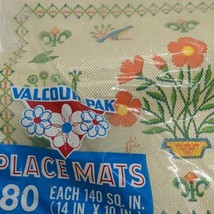 VALCOUR PAK
PLACE MATS
80
EACH 140 SQ. IN.
(14 IN. X 10 IN.)